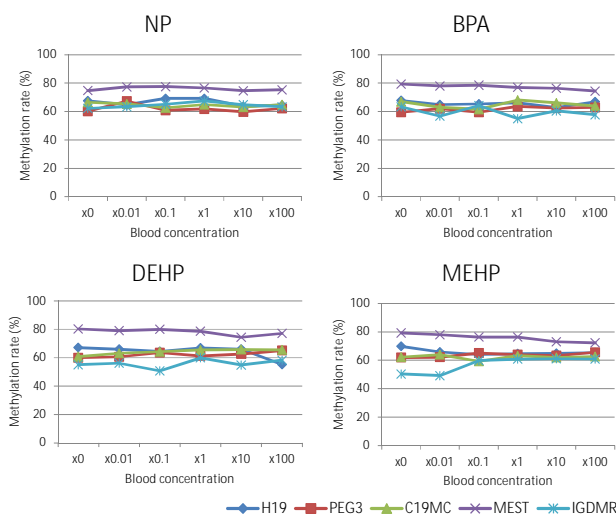 NP
Methylation rate (%)
100
80
60
40
20
0
x0 x0.01 x0.1 x1 x10 x100
Blood concentration
BPA
Methylation rate (%)
100
80
60
40
20
0
x0 x0.01 x0.1 x1 x10 x100
Blood concentration
DEHP
Methylation rate (%)
100
80
60
40
20
0
x0 x0.01 x0.1 x1 x10 x100
Blood concentration
MEHP
Methylation rate (%)
100
80
60
40
20
0
x0 x0.01 x0.1 x1 x10 x100
Blood concentration
H19 PEG3 C19MC MEST IGDMR